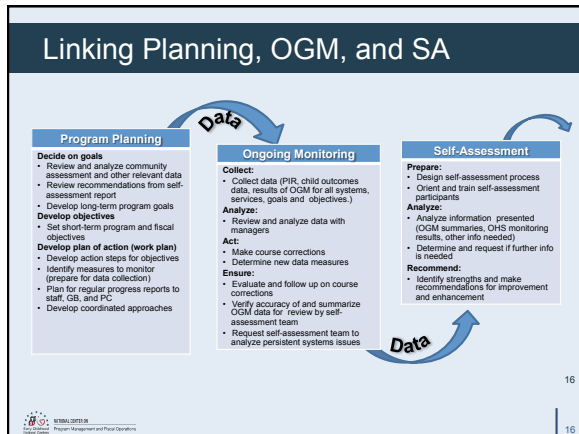 Linking Planning, OGM, and SA
Data
Program Planning
Decide on goals
• Review and analyze community
assessment and other relevant data
• Review recommendations from self-
assessment report
• Develop long-term program goals
Develop objectives
• Set short-term program and fiscal
objectives
Develop plan of action (work plan)
• Develop action steps for objectives
• Identify measures to monitor
(prepare for data collection)
• Plan for regular progress reports to
staff, GB, and PC
• Develop coordinated approaches
Ongoing Monitoring
Collect:
• Collect data (PIR, child outcomes
data, results of OGM for all systems,
services, goals and objectives.)
Analyze:
• Review and analyze data with
managers
Act:
• Make course corrections
• Determine new data measures
Ensure:
• Evaluate and follow up on course
corrections
• Verify accuracy of and summarize
OGM data for review by self-
assessment team
• Request self-assessment team to
analyze persistent systems issues
Self-Assessment
Prepare:
• Design self-assessment process
• Orient and train self-assessment
participants
Analyze:
• Analyze information presented
(OGM summaries, OHS monitoring
results, other info needed)
• Determine and request if further info
is needed
Recommend:
• Identify strengths and make
recommendations for improvement
and enhancement
Data
16
NATIONAL CENTER ON
Early Childhood
National Centers
Program Management and Fiscal Operations
16